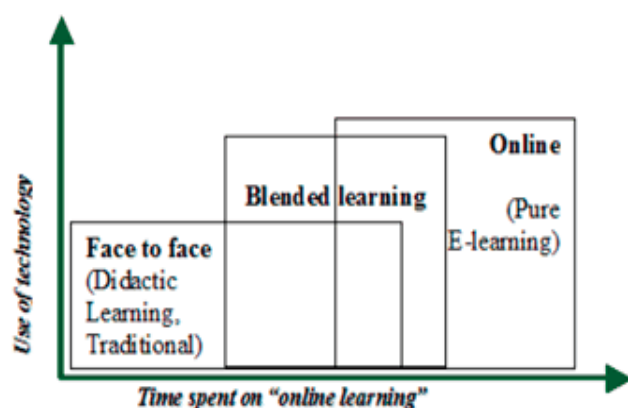 Use of technology
Online
Blended learning
(Pure
E-learning)
Face to face
(Didactic
Learning,
Traditional)
Time spent on “online learning”